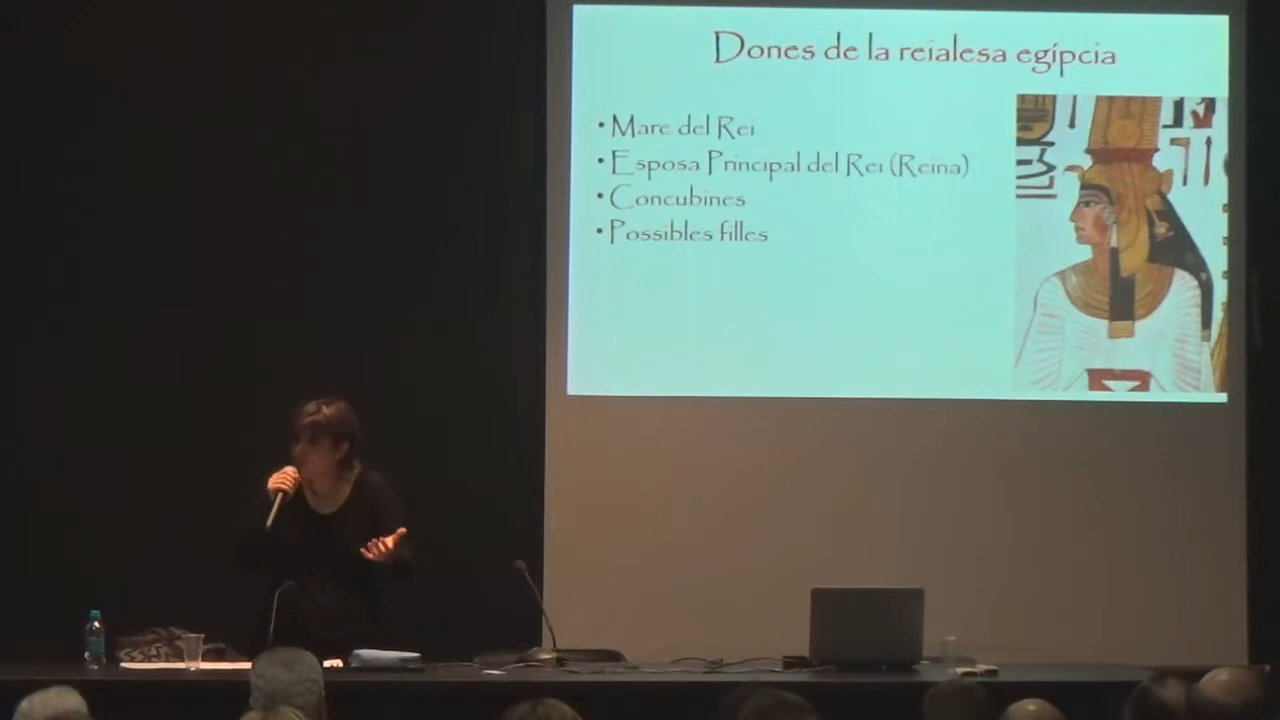 Dones de la reialesa egípcia
• Mare del Rei
• Esposa Principal del Rei (Reina)
• Concubines
• Possibles filles